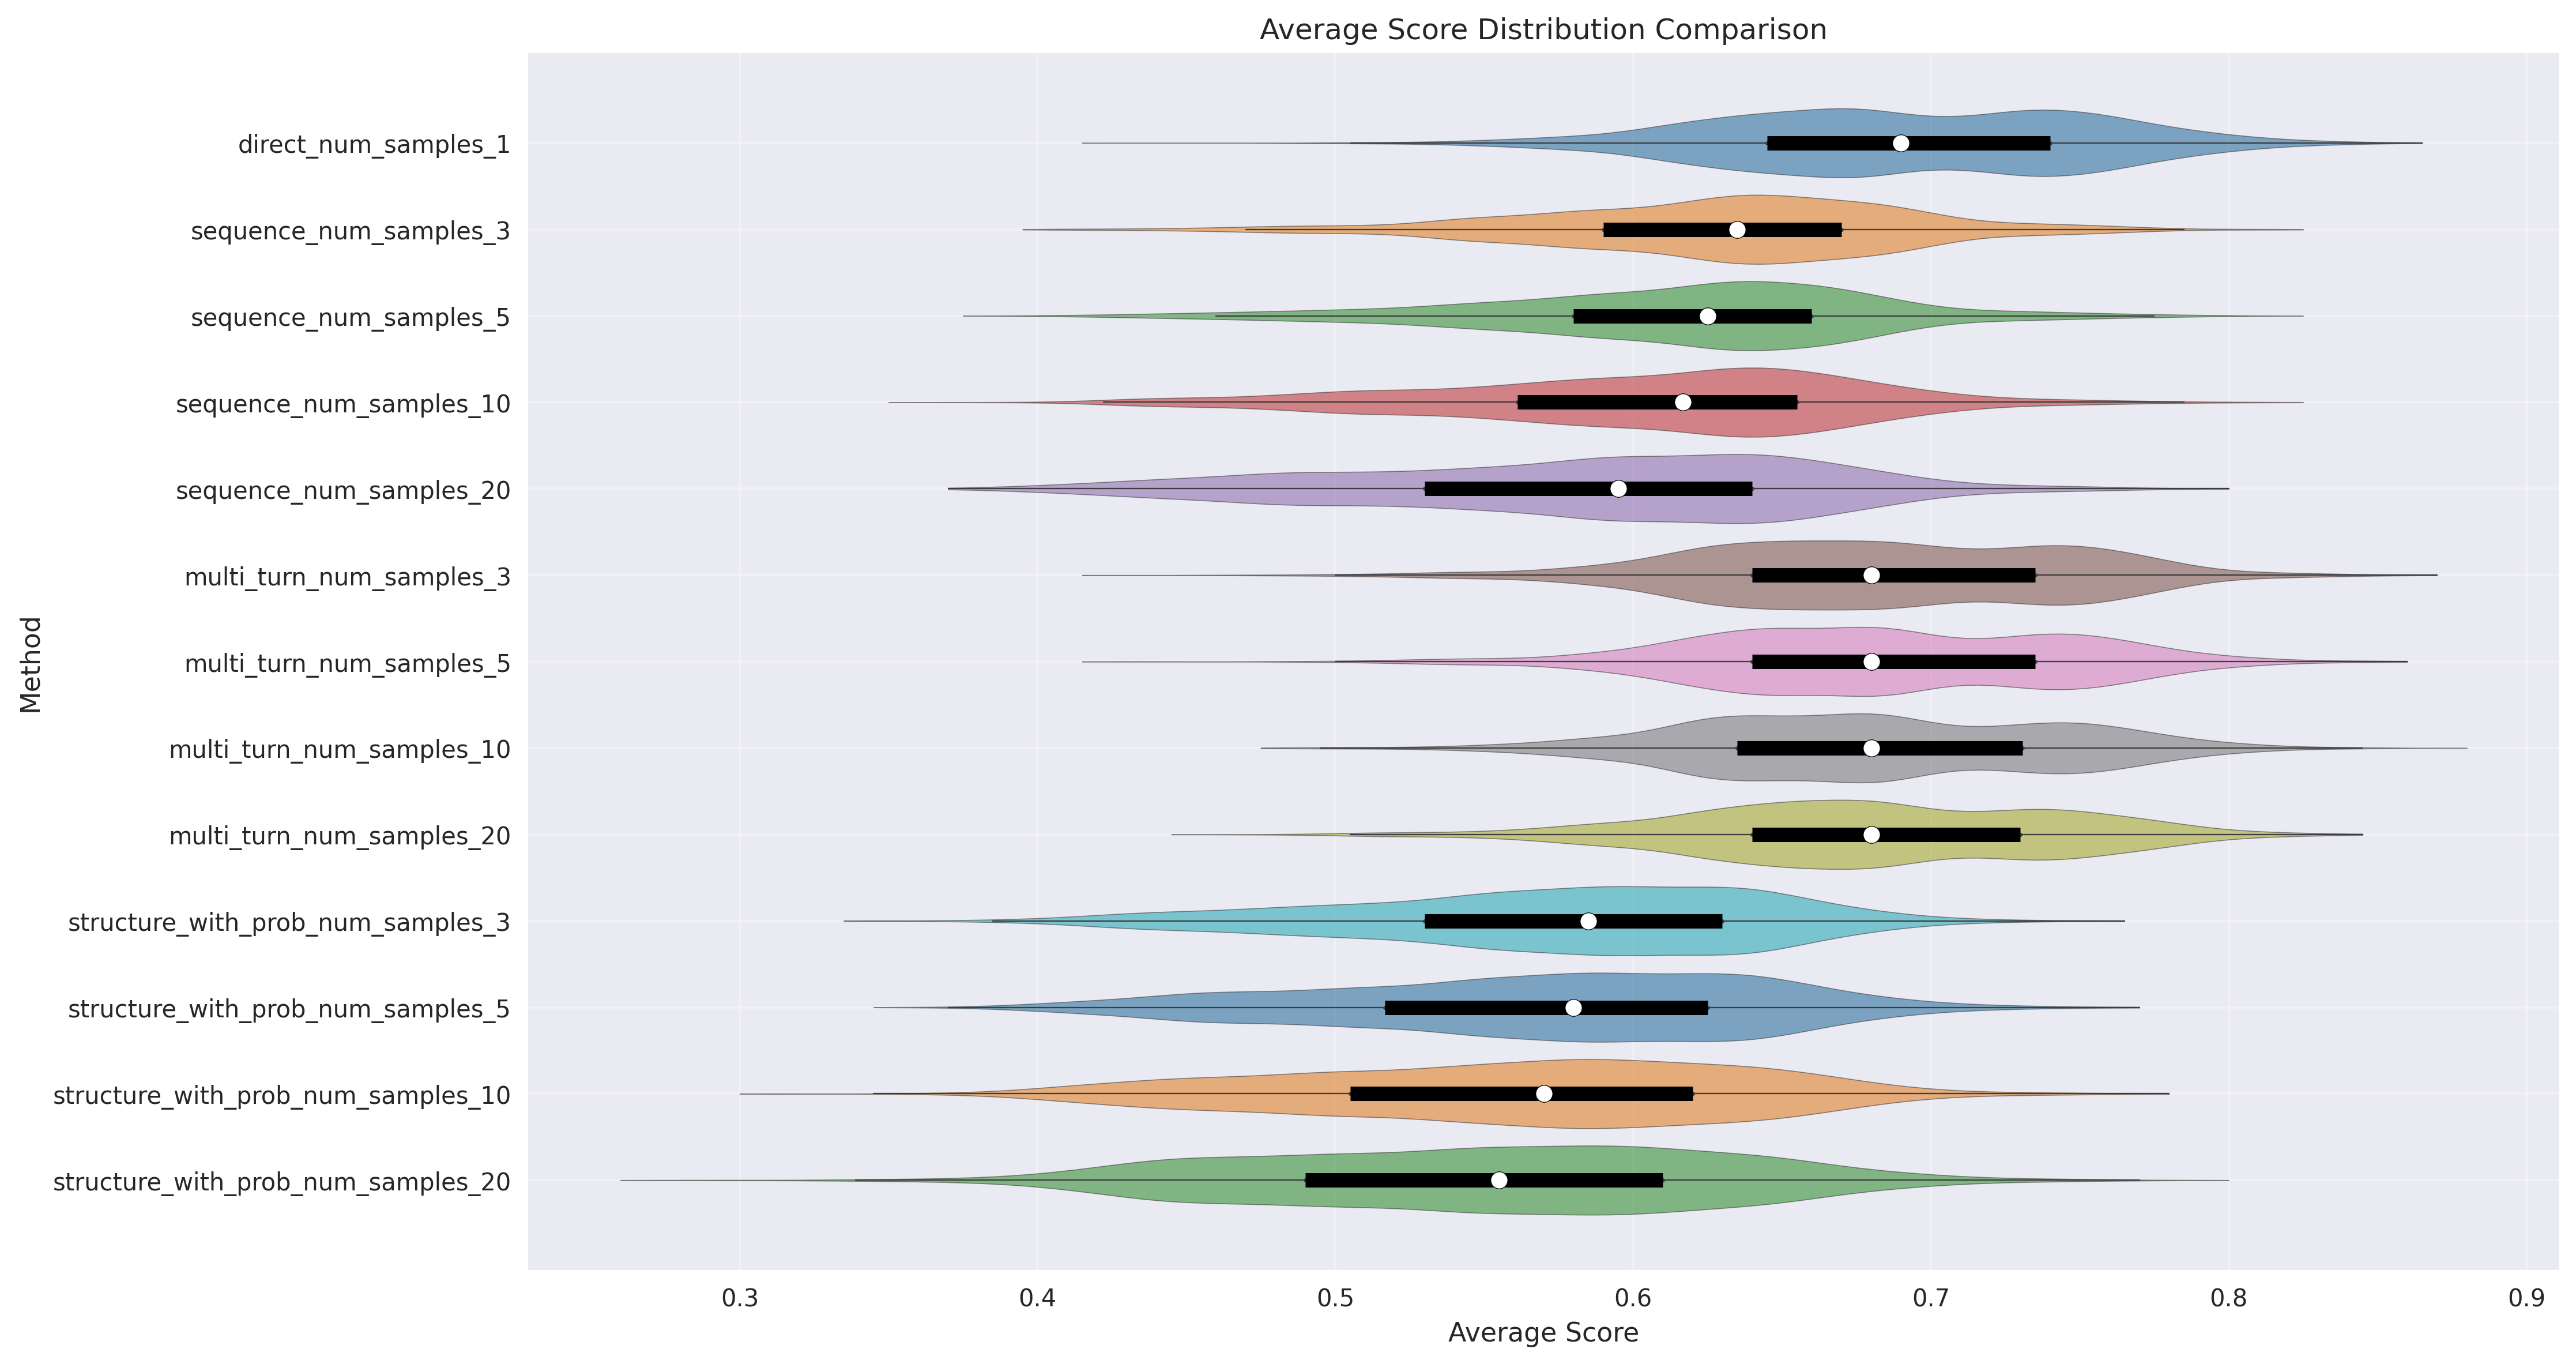 Average Score Distribution Comparison
Method
direct_num_samples_1
sequence_num_samples_3
sequence_num_samples_5
sequence_num_samples_10
sequence_num_samples_20
multi_turn_num_samples_3
multi_turn_num_samples_5
multi_turn_num_samples_10
multi_turn_num_samples_20
structure_with_prob_num_samples_3
structure_with_prob_num_samples_5
structure_with_prob_num_samples_10
structure_with_prob_num_samples_20
0.3 0.4 0.5 0.6 0.7 0.8 0.9
Average Score